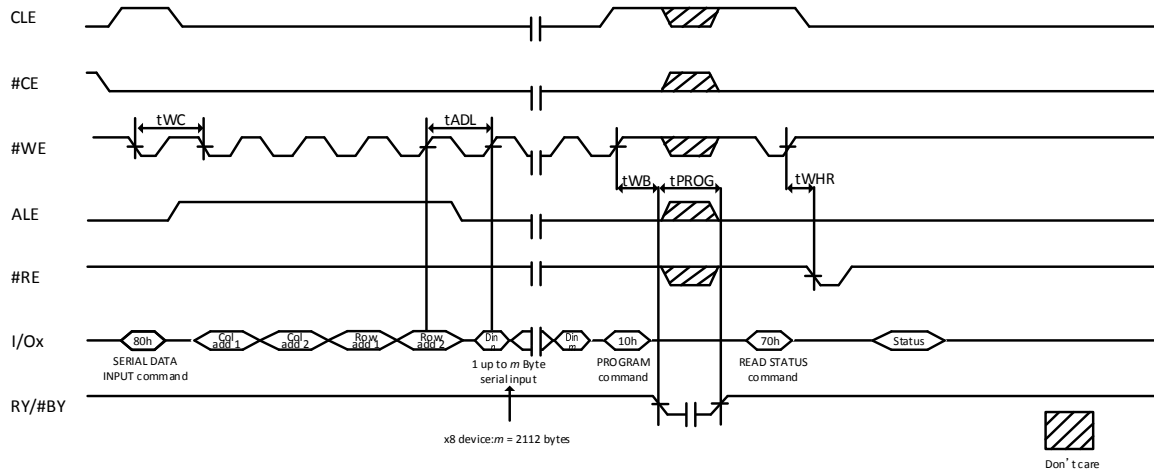 CLE
#CE
tWC
tADL
#WE
tWB
tPROG
tWHR
ALE
#RE
I/Ox
80h
Col
add 1
Col
add 2
Row
add 1
Row
add 2
Din
n
Din
m
10h
70h
Status
SERIAL DATA
INPUT command
1 up to m Byte
serial input
PROGRAM
command
READ STATUS
command
RY/#BY
x8 device:m = 2112 bytes
Don't care